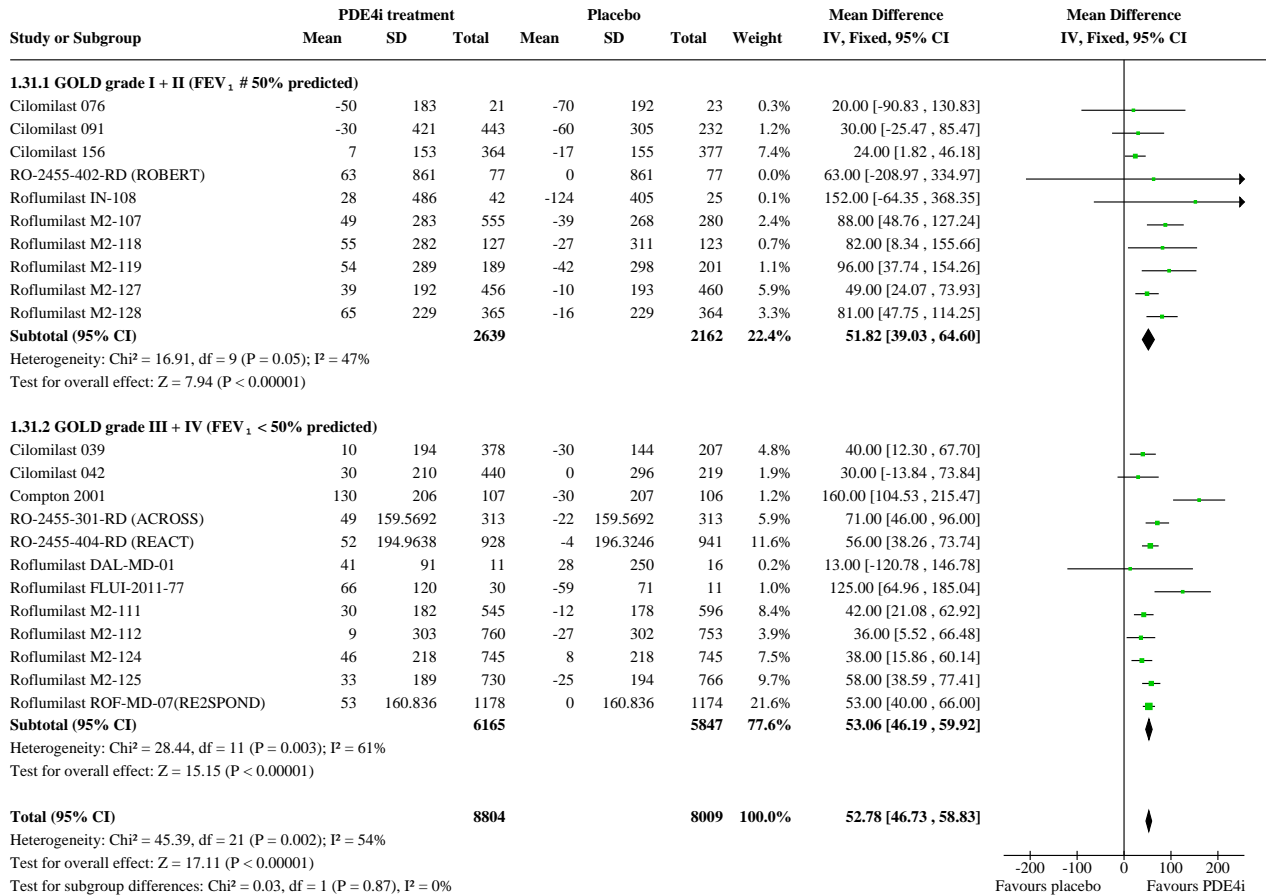 PDE4i treatment Placebo Mean Difference Mean Difference
Study or Subgroup Mean SD Total Mean SD Total Weight IV, Fixed, 95% CI IV, Fixed, 95% CI
1.31.1 GOLD grade I + II (FEV₁ # 50% predicted)
Cilomilast 076 -50 183 21 -70 192 23 0.3% 20.00 [-90.83 , 130.83]
Cilomilast 091 -30 421 443 -60 305 232 1.2% 30.00 [-25.47 , 85.47]
Cilomilast 156 7 153 364 -17 155 377 7.4% 24.00 [1.82 , 46.18]
RO-2455-402-RD (ROBERT) 63 861 77 0 861 77 0.0% 63.00 [-208.97 , 334.97]
Roflumilast IN-108 28 486 42 -124 405 25 0.1% 152.00 [-64.35 , 368.35]
Roflumilast M2-107 49 283 555 -39 268 280 2.4% 88.00 [48.76 , 127.24]
Roflumilast M2-118 55 282 127 -27 311 123 0.7% 82.00 [8.34 , 155.66]
Roflumilast M2-119 54 289 189 -42 298 201 1.1% 96.00 [37.74 , 154.26]
Roflumilast M2-127 39 192 456 -10 193 460 5.9% 49.00 [24.07 , 73.93]
Roflumilast M2-128 65 229 365 -16 229 364 3.3% 81.00 [47.75 , 114.25]
Subtotal (95% CI) 2639 2162 22.4% 51.82 [39.03 , 64.60]
Heterogeneity: Chi² = 16.91, df = 9 (P = 0.05); I² = 47%
Test for overall effect: Z = 7.94 (P < 0.00001)
1.31.2 GOLD grade III + IV (FEV₁ < 50% predicted)
Cilomilast 039 10 194 378 -30 144 207 4.8% 40.00 [12.30 , 67.70]
Cilomilast 042 30 210 440 0 296 219 1.9% 30.00 [-13.84 , 73.84]
Compton 2001 130 206 107 -30 207 106 1.2% 160.00 [104.53 , 215.47]
RO-2455-301-RD (ACROSS) 49 159.5692 313 -22 159.5692 313 5.9% 71.00 [46.00 , 96.00]
RO-2455-404-RD (REACT) 52 194.9638 928 -4 196.3246 941 11.6% 56.00 [38.26 , 73.74]
Roflumilast DAL-MD-01 41 91 11 28 250 16 0.2% 13.00 [-120.78 , 146.78]
Roflumilast FLUI-2011-77 66 120 30 -59 71 11 1.0% 125.00 [64.96 , 185.04]
Roflumilast M2-111 30 182 545 -12 178 596 8.4% 42.00 [21.08 , 62.92]
Roflumilast M2-112 9 303 760 -27 302 753 3.9% 36.00 [5.52 , 66.48]
Roflumilast M2-124 46 218 745 8 218 745 7.5% 38.00 [15.86 , 60.14]
Roflumilast M2-125 33 189 730 -25 194 766 9.7% 58.00 [38.59 , 77.41]
Roflumilast ROF-MD-07(RE2SPOND) 53 160.836 1178 0 160.836 1174 21.6% 53.00 [40.00 , 66.00]
Subtotal (95% CI) 6165 5847 77.6% 53.06 [46.19 , 59.92]
Heterogeneity: Chi² = 28.44, df = 11 (P = 0.003); I² = 61%
Test for overall effect: Z = 15.15 (P < 0.00001)
Total (95% CI) 8804 8009 100.0% 52.78 [46.73 , 58.83]
Heterogeneity: Chi² = 45.39, df = 21 (P = 0.002); I² = 54%
Test for overall effect: Z = 17.11 (P < 0.00001)
Test for subgroup differences: Chi² = 0.03, df = 1 (P = 0.87), I² = 0%
-200 -100 0 100 200
Favours placebo Favours PDE4i